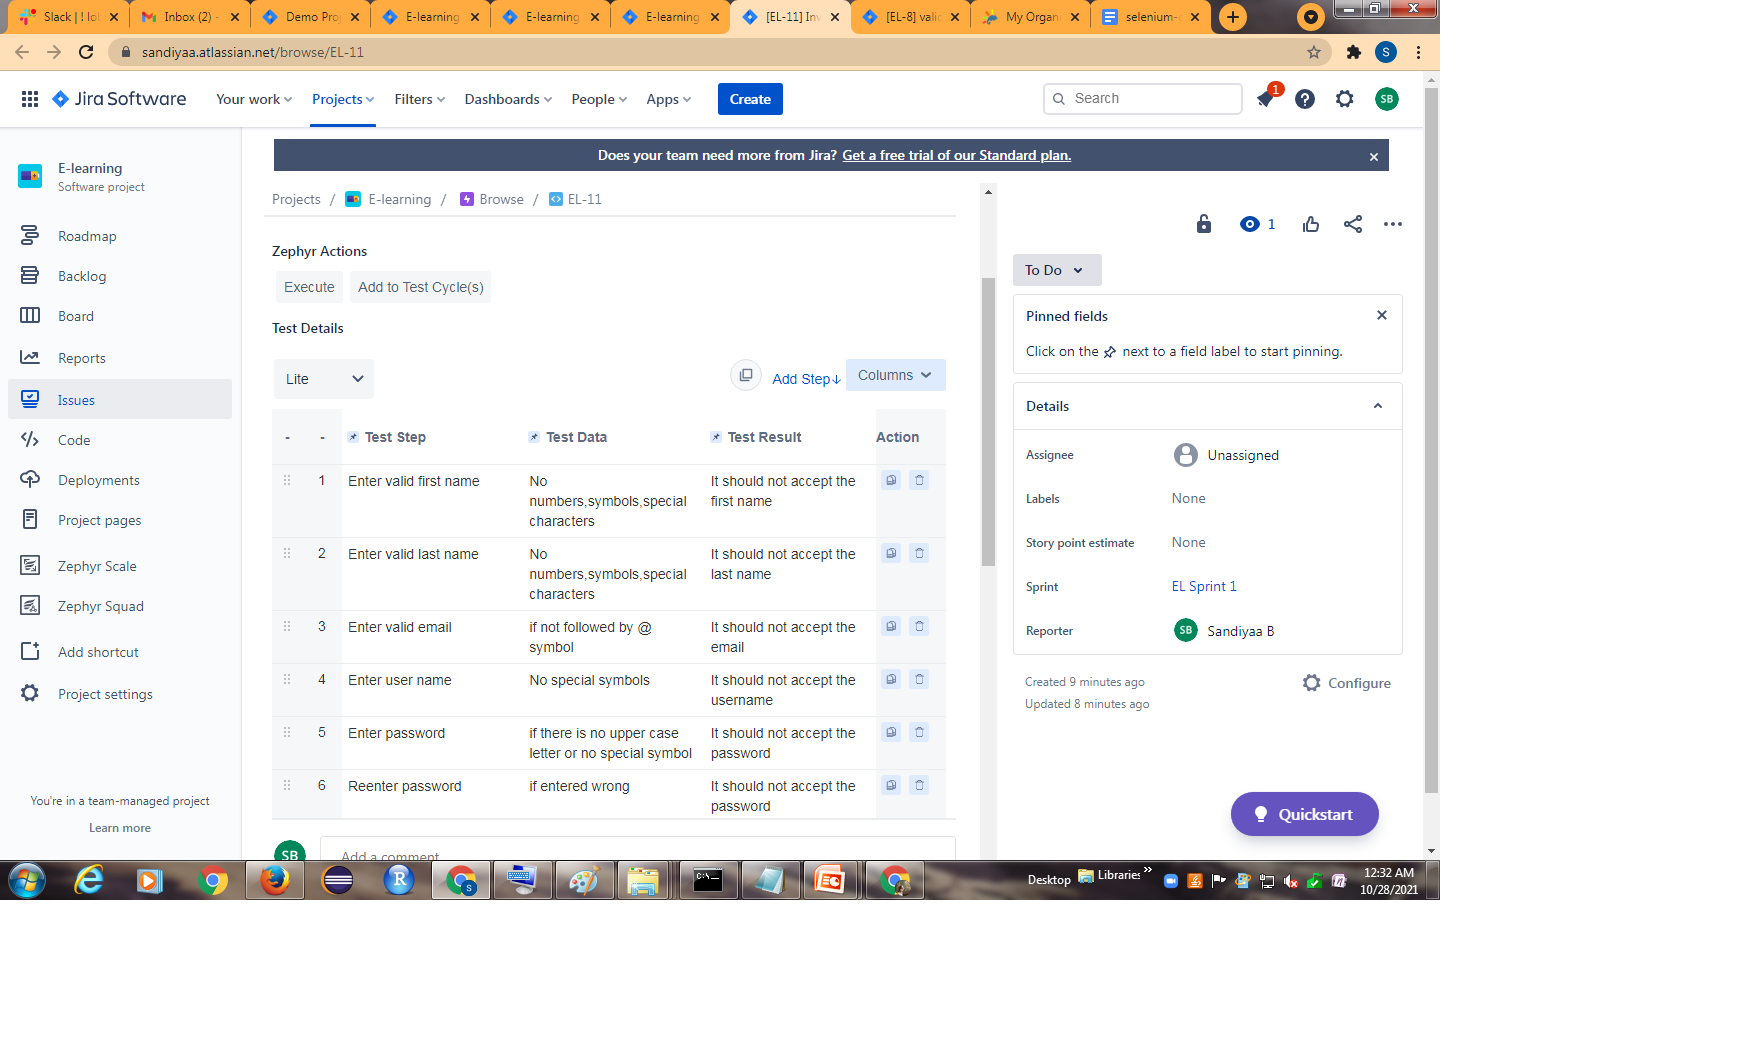 Slack | ! lol
Inbox (2) -
Demo Pro
E-learning
E-learning
E-learning
[EL-11] Inv
[EL-8] valid
My Organi
selenium-
sandiyaa.atlassian.net/browse/EL-11
S
Jira Software
Your work
Projects
Filters
Dashboards
People
Apps
Create
Search
1
SB
Does your team need more from Jira? Get a free trial of our Standard plan.
E-learning
Software project
Roadmap
Backlog
Board
Reports
Issues
Code
Deployments
Project pages
Zephyr Scale
Zephyr Squad
Add shortcut
Project settings
You're in a team-managed project
Learn more
Projects / E-learning / Browse / EL-11
Zephyr Actions
Execute
Add to Test Cycle(s)
Test Details
Lite
Add Step↓
Columns
- - Test Step Test Data Test Result Action
1 Enter valid first name
No
numbers,symbols,special
characters
It should not accept the
first name
2 Enter valid last name
No
numbers,symbols,special
characters
It should not accept the
last name
3 Enter valid email
if not followed by @
symbol
It should not accept the
email
4 Enter user name
No special symbols
It should not accept the
username
5 Enter password
if there is no upper case
letter or no special symbol
It should not accept the
password
6 Reenter password
if entered wrong
It should not accept the
password
SB
Add a comment
1
To Do
Pinned fields
Click on the next to a field label to start pinning.
Details
Assignee
Unassigned
Labels
None
Story point estimate
None
Sprint
EL Sprint 1
Reporter
SB
Sandiyaa B
Created 9 minutes ago
Updated 8 minutes ago
Configure
Quickstart
R
S
C:\-
Desktop
Libraries
12:32 AM
10/28/2021